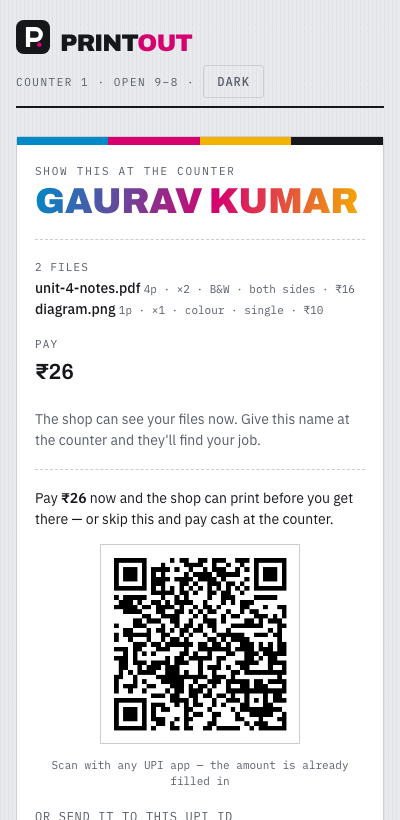 PRINTOUT
COUNTER 1 · OPEN 9–8 · DARK
SHOW THIS AT THE COUNTER
GAURAV KUMAR
2 FILES
unit-4-notes.pdf 4p · ×2 · B&W · both sides · ₹16
diagram.png 1p · ×1 · colour · single · ₹10
PAY
₹26
The shop can see your files now. Give this name at
the counter and they'll find your job.
Pay ₹26 now and the shop can print before you get
there — or skip this and pay cash at the counter.
Scan with any UPI app — the amount is already
filled in
OR SEND IT TO THIS UPI ID